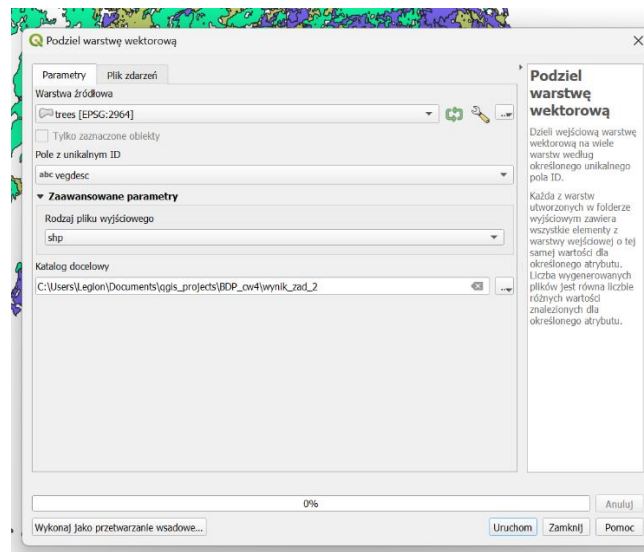 Podziel warstwę wektorową
Parametry
Plik zdarzeń
Warstwa źródłowa
trees [EPSG:2964]
Tylko zaznaczone obiekty
Pole z unikalnym ID
abc vegdesc
Zaawansowane parametry
Rodzaj pliku wyjściowego
shp
Katalog docelowy
C:\Users\Legion\Documents\qgis_projects\BDP_cw4\wynik_zad_2
Podziel
warstwę
wektorową
Dzieli wejściową warstwę
wektorową na wiele
warstw według
określonego unikalnego
pola ID.
Każda z warstw
utworzonych w folderze
wyjściowym zawiera
wszystkie elementy z
warstwy wejściowej o tej
samej wartości dla
określonego atrybutu.
Liczba wygenerowanych
plików jest równa liczbie
różnych wartości
znalezionych dla
określonego atrybutu.
0%
Anuluj
Wykonaj jako przetwarzanie wsadowe...
Uruchom
Zamknij
Pomoc